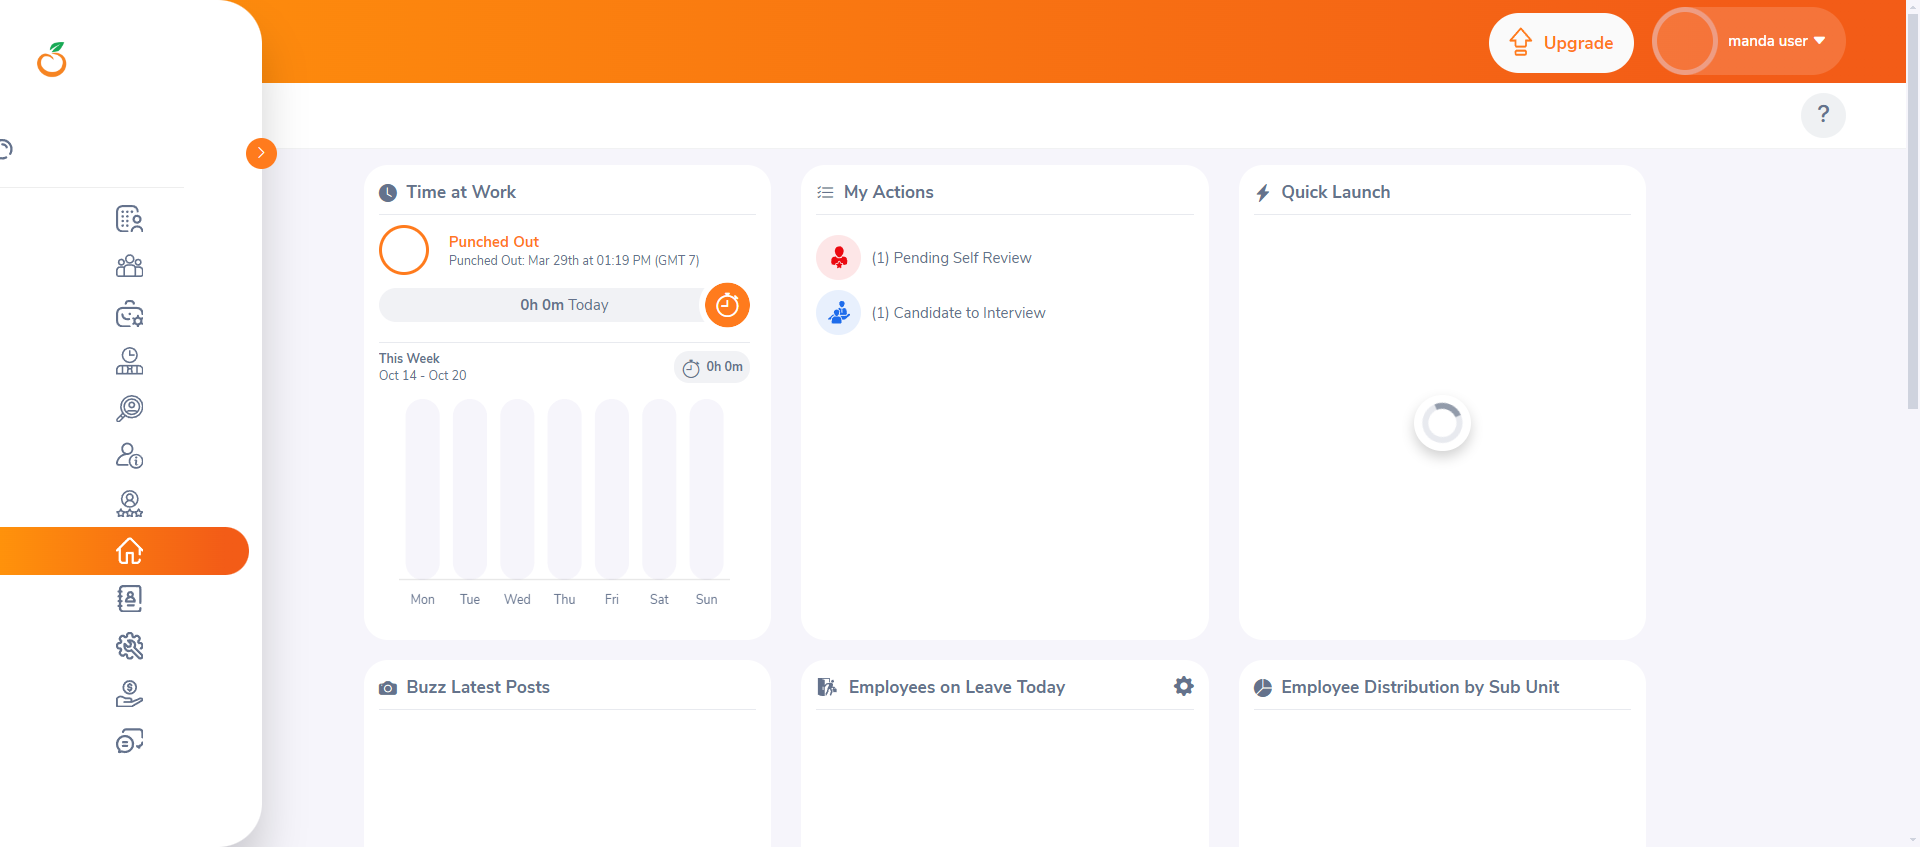 Upgrade
manda user
?
Time at Work
Punched Out
Punched Out: Mar 29th at 01:19 PM (GMT 7)
0h 0m Today
This Week
Oct 14 - Oct 20
0h 0m
Mon Tue Wed Thu Fri Sat Sun
My Actions
(1) Pending Self Review
(1) Candidate to Interview
Quick Launch
Buzz Latest Posts
Employees on Leave Today
Employee Distribution by Sub Unit